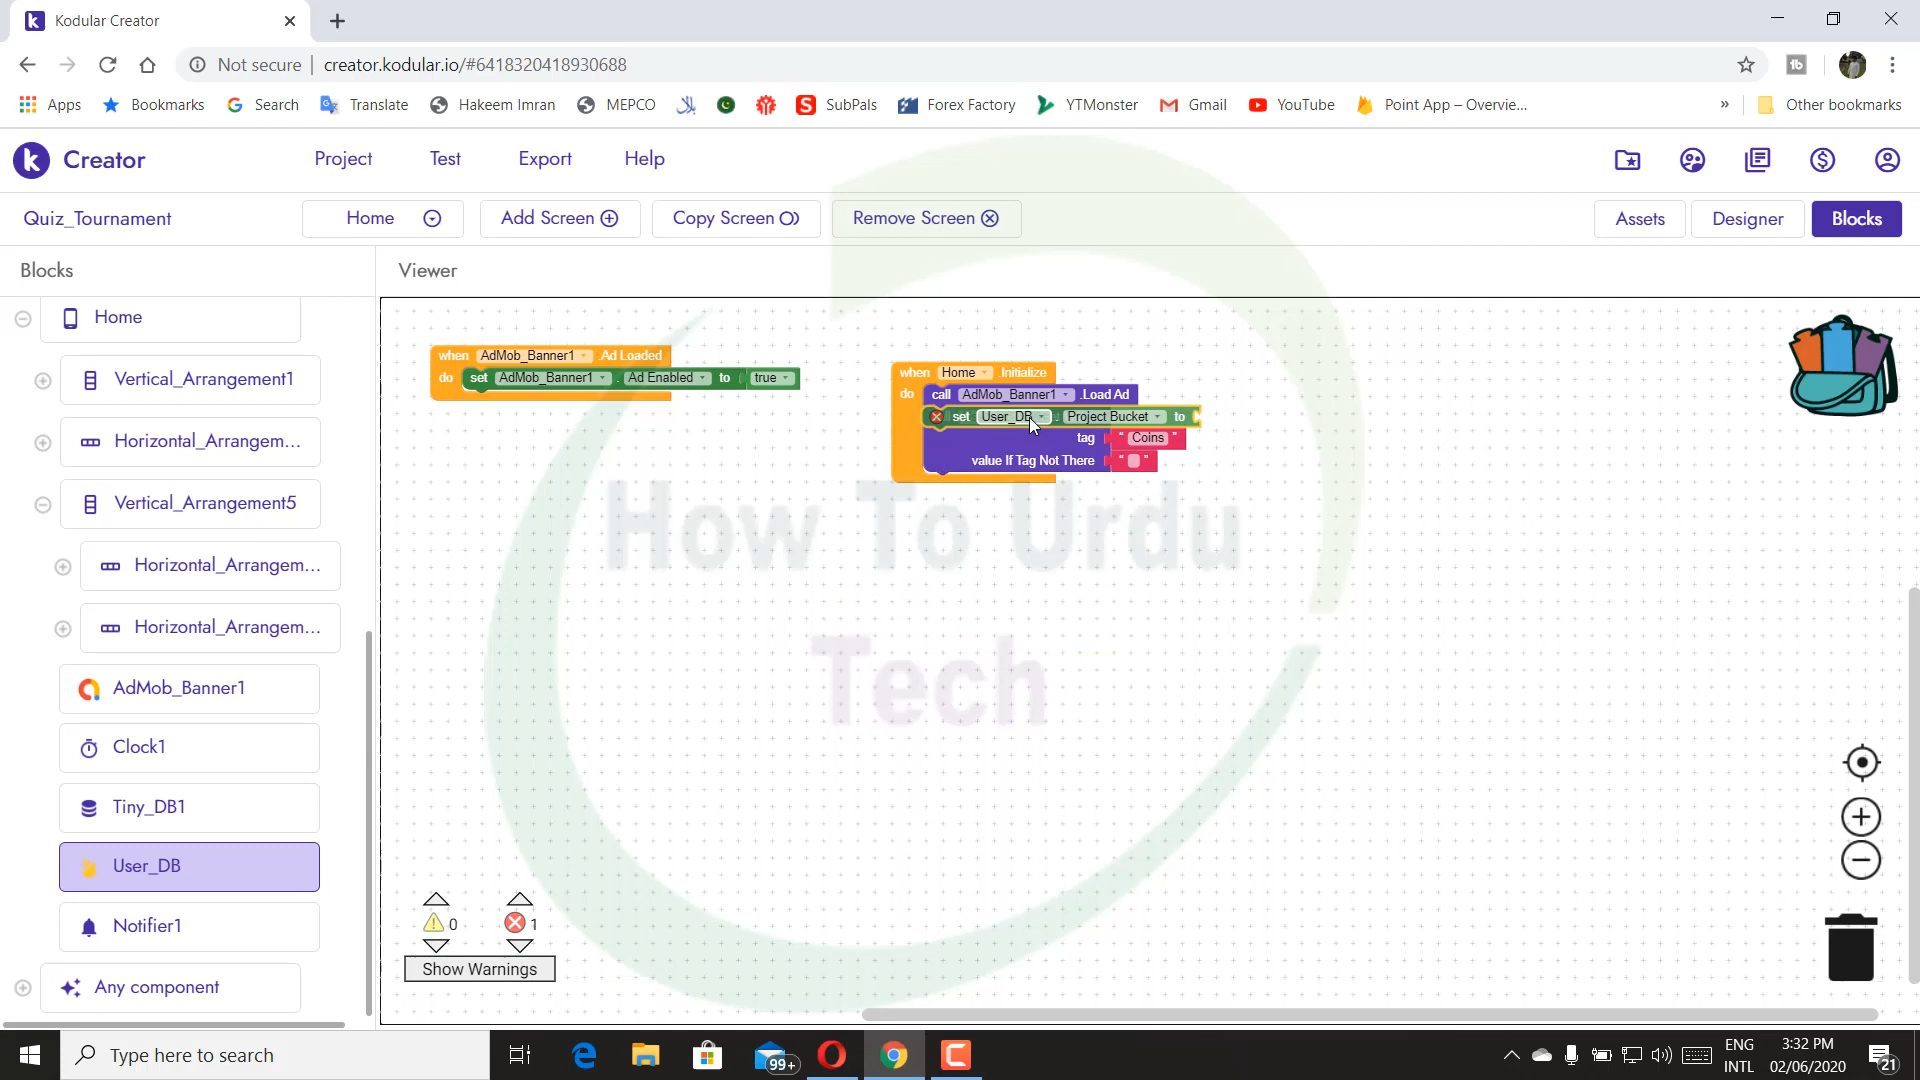 Kodular Creator
Not secure | creator.kodular.io/#6418320418930688
Apps Bookmarks Search Translate Hakeem Imran MEPCO SubPals Forex Factory YTMonster Gmail YouTube Point App – Overvie... » Other bookmarks
Creator Project Test Export Help
Quiz_Tournament Home Add Screen Copy Screen Remove Screen Assets Designer Blocks
Blocks Viewer
Home
Vertical_Arrangement1
Horizontal_Arrangem...
Vertical_Arrangement5
Horizontal_Arrangem...
Horizontal_Arrangem...
AdMob_Banner1
Clock1
Tiny_DB1
User_DB
Notifier1
Any component
when AdMob_Banner1 .Ad Loaded
do set AdMob_Banner1 . Ad Enabled to true
when Home .Initialize
do call AdMob_Banner1 .Load Ad
set User_DB . Project Bucket to
tag " Coins "
value If Tag Not There " "
How To Urdu
Tech
0 1
Show Warnings
Type here to search
99+
ENG
INTL
3:32 PM
02/06/2020
21